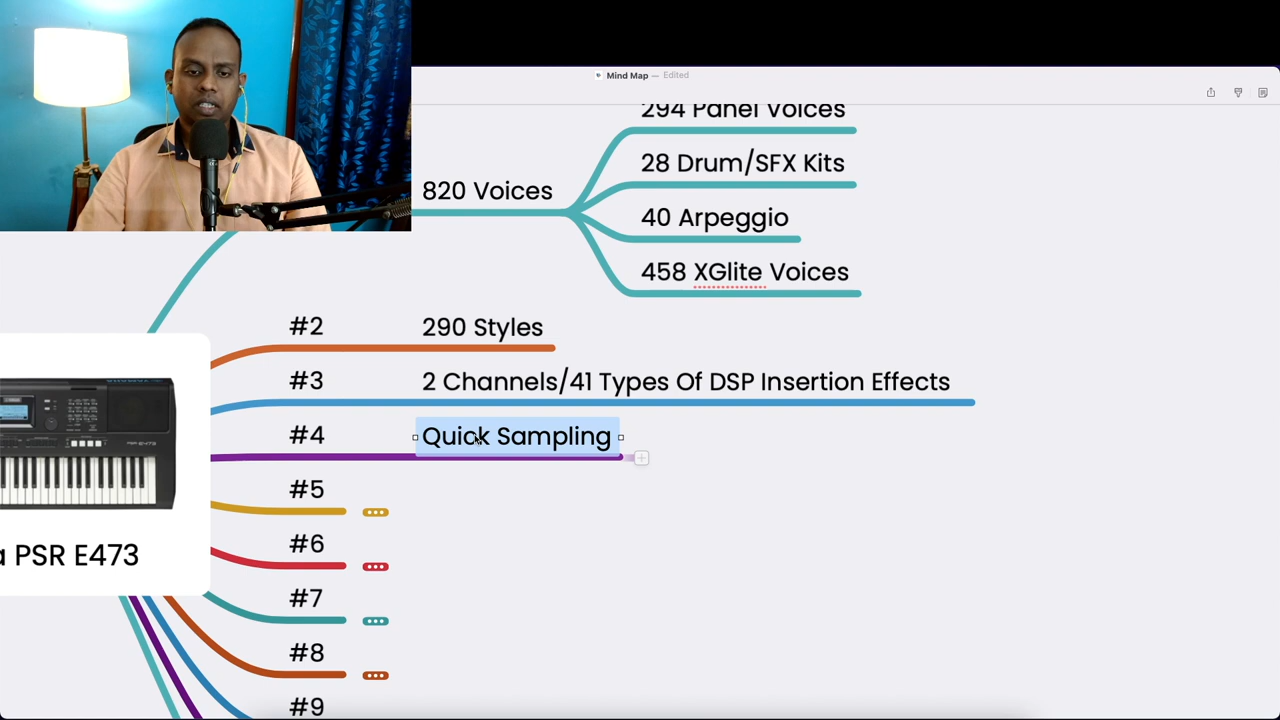 Mind Map — Edited
294 Panel Voices
28 Drum/SFX Kits
820 Voices
40 Arpeggio
458 XGlite Voices
#2 290 Styles
#3 2 Channels/41 Types Of DSP Insertion Effects
#4 Quick Sampling
#5
#6
PSR E473
a PSR E473
#7
#8
#9